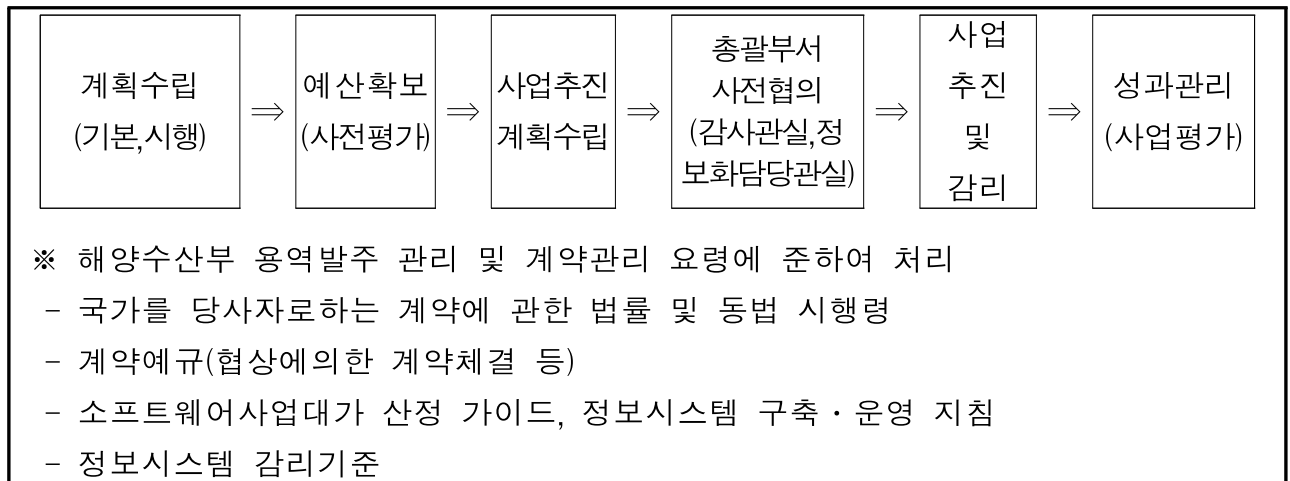 계획수립
(기본,시행)
⇒
예산확보
(사전평가)
⇒
사업추진
계획수립
⇒
총괄부서
사전협의
(감사관실,정
보화담당관실)
⇒
사업
추진
및
감리
⇒
성과관리
(사업평가)
※ 해양수산부 용역발주 관리 및 계약관리 요령에 준하여 처리
- 국가를 당사자로하는 계약에 관한 법률 및 동법 시행령
- 계약예규(협상에의한 계약체결 등)
- 소프트웨어사업대가 산정 가이드, 정보시스템 구축·운영 지침
- 정보시스템 감리기준